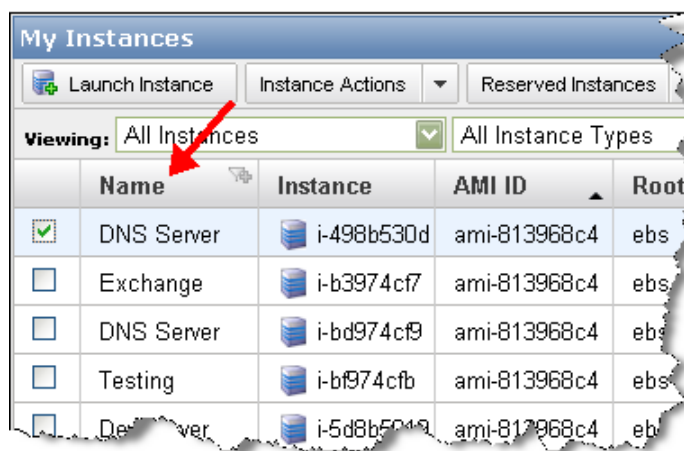 My Instances
Launch Instance Instance Actions Reserved Instances
Viewing: All Instances All Instance Types
Name Instance AMI ID Root
DNS Server i-498b530d ami-813968c4 ebs
Exchange i-b3974cf7 ami-813968c4 ebs
DNS Server i-bd974cf9 ami-813968c4 ebs
Testing i-bf974cfb ami-813968c4 ebs